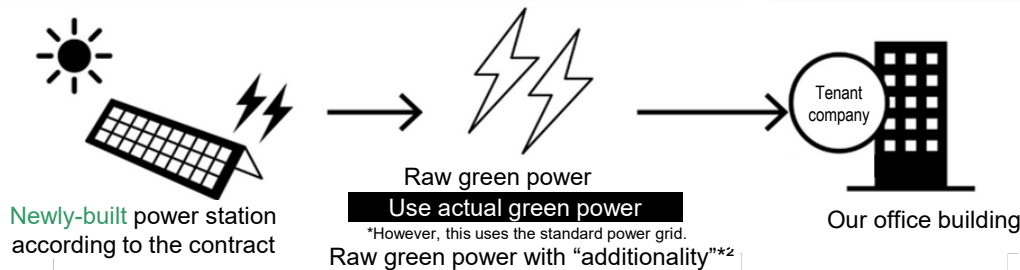 Tenant
company
Raw green power
Newly-built power station
according to the contract
Use actual green power
*However, this uses the standard power grid.
Raw green power with “additionality”*²
Our office building